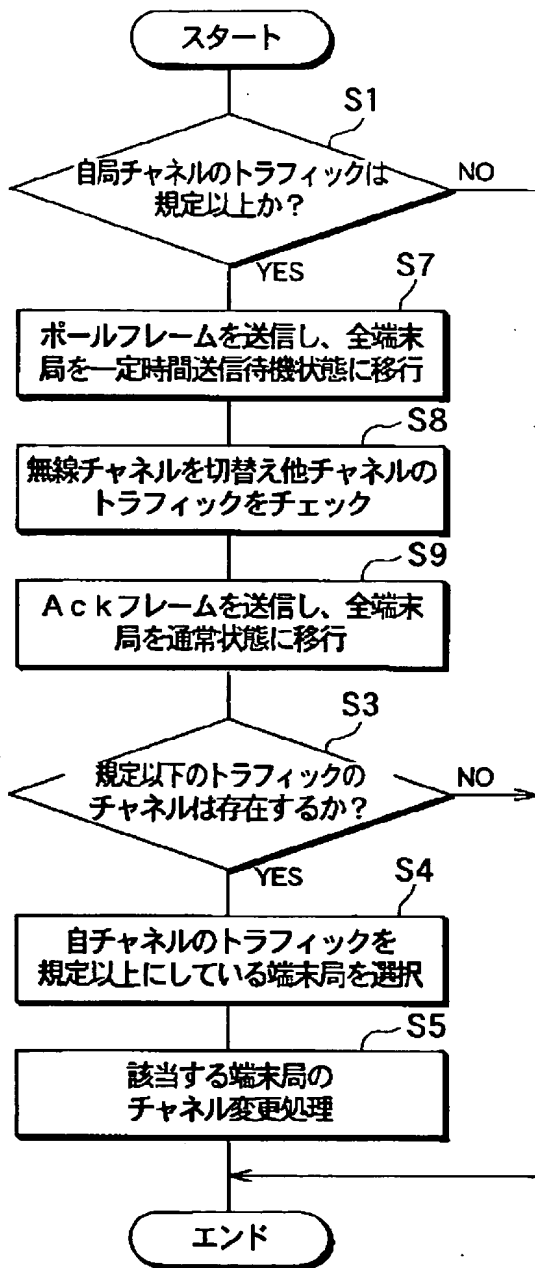 スタート
S1
自局チャネルのトラフィックは
規定以上か？
NO
YES
S7
ポールフレームを送信し、全端末
局を一定時間送信待機状態に移行
S8
無線チャネルを切替え他チャネルの
トラフィックをチェック
S9
Ａｃｋフレームを送信し、全端末
局を通常状態に移行
S3
規定以下のトラフィックの
チャネルは存在するか？
NO
YES
S4
自チャネルのトラフィックを
規定以上にしている端末局を選択
S5
該当する端末局の
チャネル変更処理
エンド